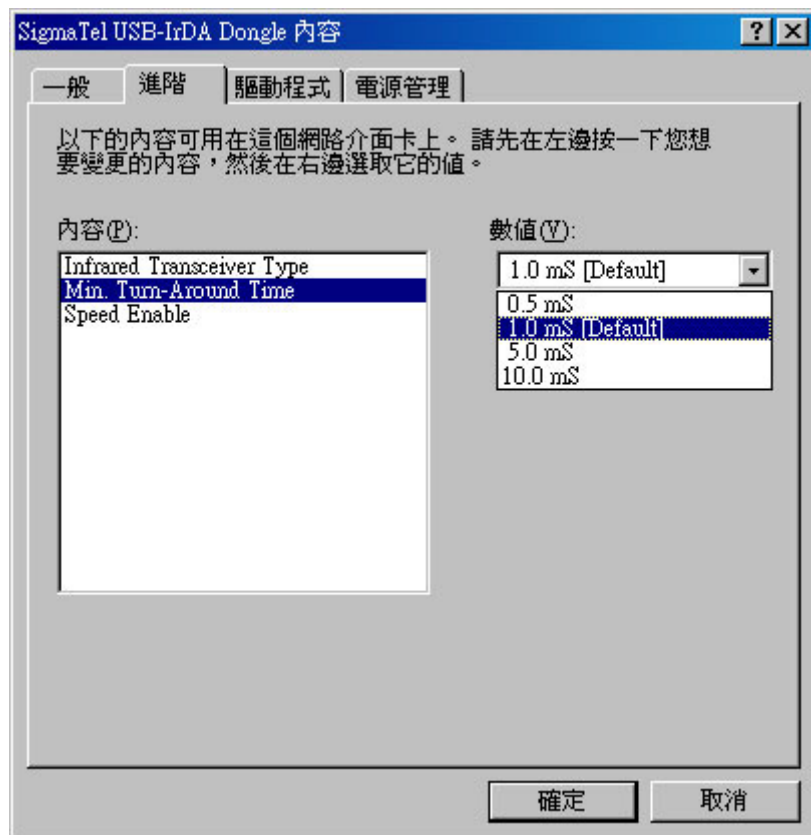 SigmaTel USB-IrDA Dongle 內容
一般 進階 驅動程式 電源管理
以下的內容可用在這個網路介面卡上。 請先在左邊按一下您想
要變更的內容，然後在右邊選取它的值。
內容(P):
Infrared Transceiver Type
Min. Turn-Around Time
Speed Enable
數值(V):
1.0 mS [Default]
0.5 mS
1.0 mS [Default]
5.0 mS
10.0 mS
確定 取消